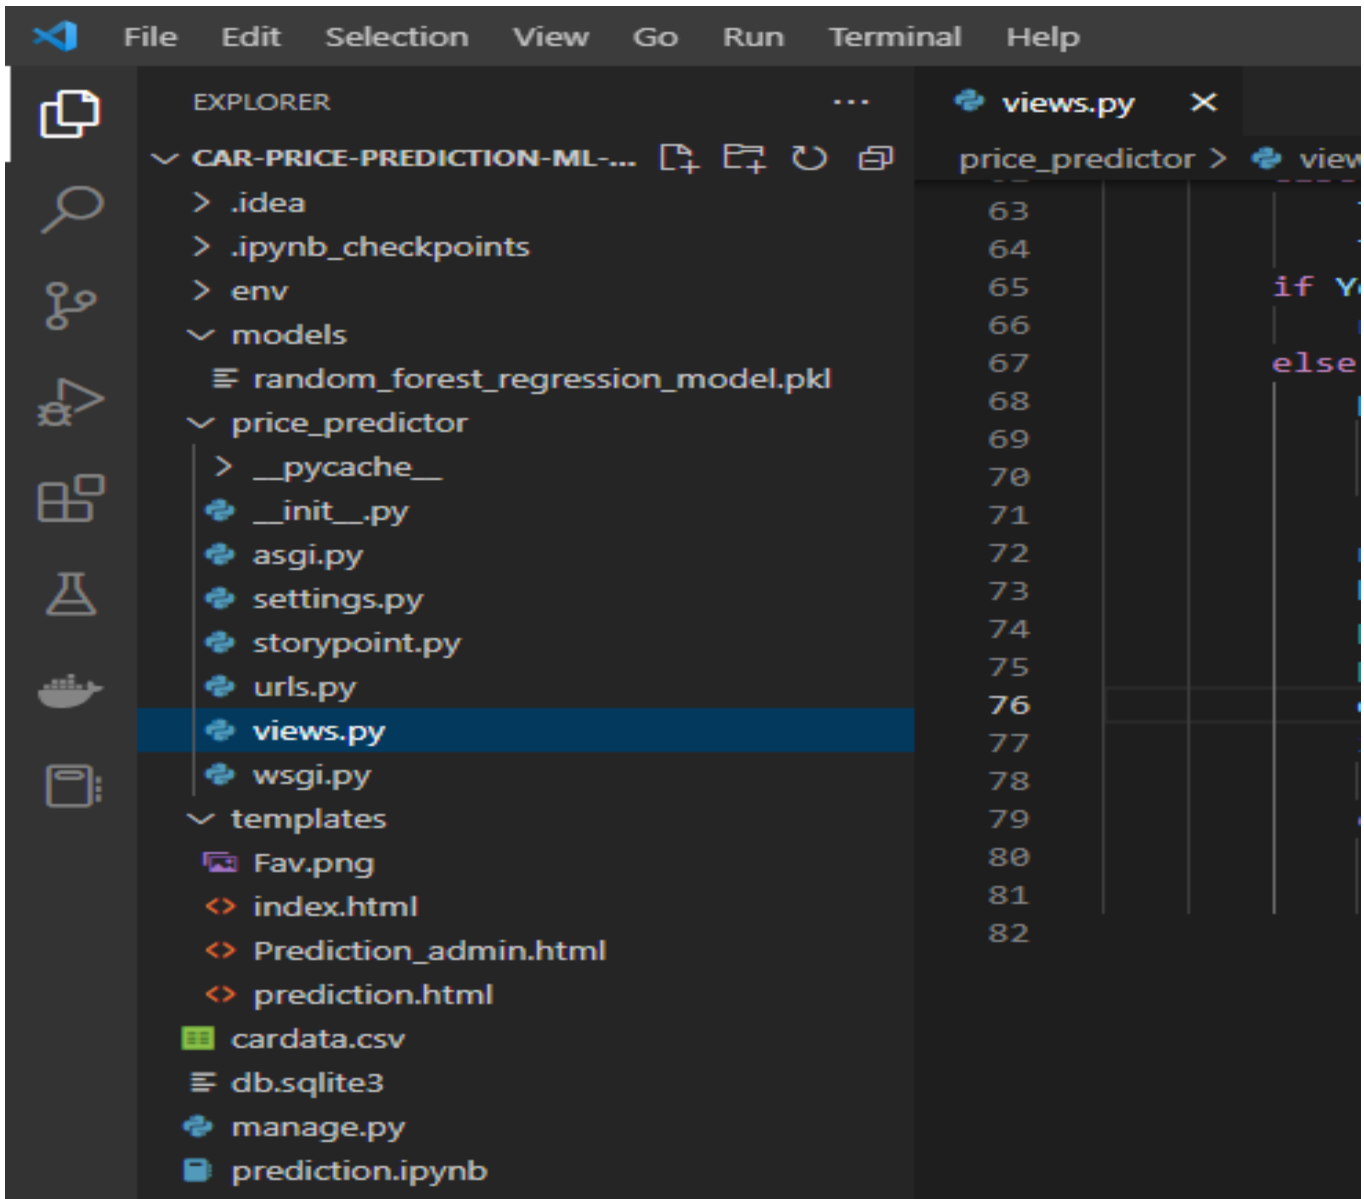 File Edit Selection View Go Run Terminal Help
EXPLORER ...
CAR-PRICE-PREDICTION-ML-...
.idea
.ipynb_checkpoints
env
models
random_forest_regression_model.pkl
price_predictor
__pycache__
__init__.py
asgi.py
settings.py
storypoint.py
urls.py
views.py
wsgi.py
templates
Fav.png
index.html
Prediction_admin.html
prediction.html
cardata.csv
db.sqlite3
manage.py
prediction.ipynb
views.py
price_predictor >
63
64
65 if
66
67 else
68
69
70
71
72
73
74
75
76
77
78
79
80
81
82